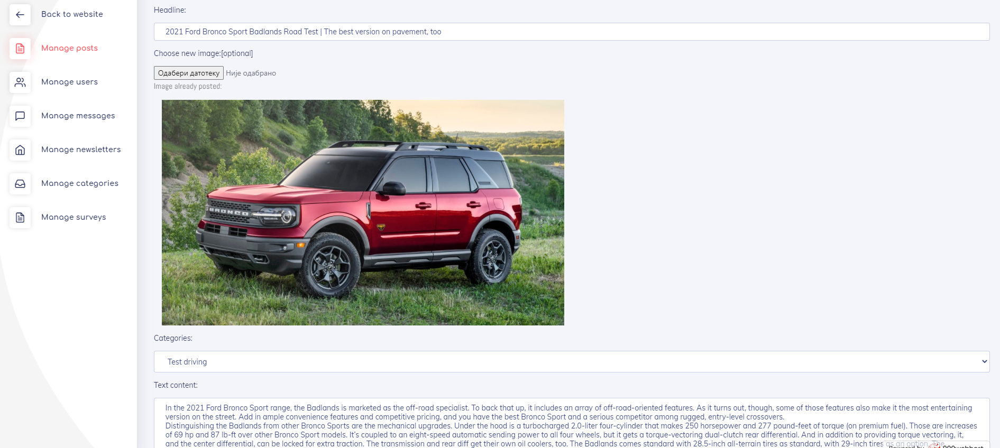 Back to website
Manage posts
Manage users
Manage messages
Manage newsletters
Manage categories
Manage surveys
Headline:
2021 Ford Bronco Sport Badlands Road Test | The best version on pavement, too
Choose new image:[optional]
Одабери датотеку Није одабрано
Image already posted:
BRONCO
Categories:
Test driving
Text content:
In the 2021 Ford Bronco Sport range, the Badlands is marketed as the off-road specialist. To back that up, it includes an array of off-road-oriented features. As it turns out, though, some of those features also make it the most entertaining
version on the street. Add in ample convenience features and competitive pricing, and you have the best Bronco Sport and a serious competitor among rugged, entry-level crossovers.
Distinguishing the Badlands from other Bronco Sports are the mechanical upgrades. Under the hood is a turbocharged 2.0-liter four-cylinder that makes 250 horsepower and 277 pound-feet of torque (on premium fuel). Those are increases
of 69 hp and 87 lb-ft over other Bronco Sport models. It's coupled to an eight-speed automatic sending power to all four wheels, but it gets a torque-vectoring dual-clutch rear differential. And in addition to providing torque vectoring, it,
and the center differential, can be locked for extra traction. The transmission and rear diff get their own oil coolers, too. The Badlands comes standard with 28.5-inch all-terrain tires as standard, with 29-inch tires as an option. The
Powered by 000webhost